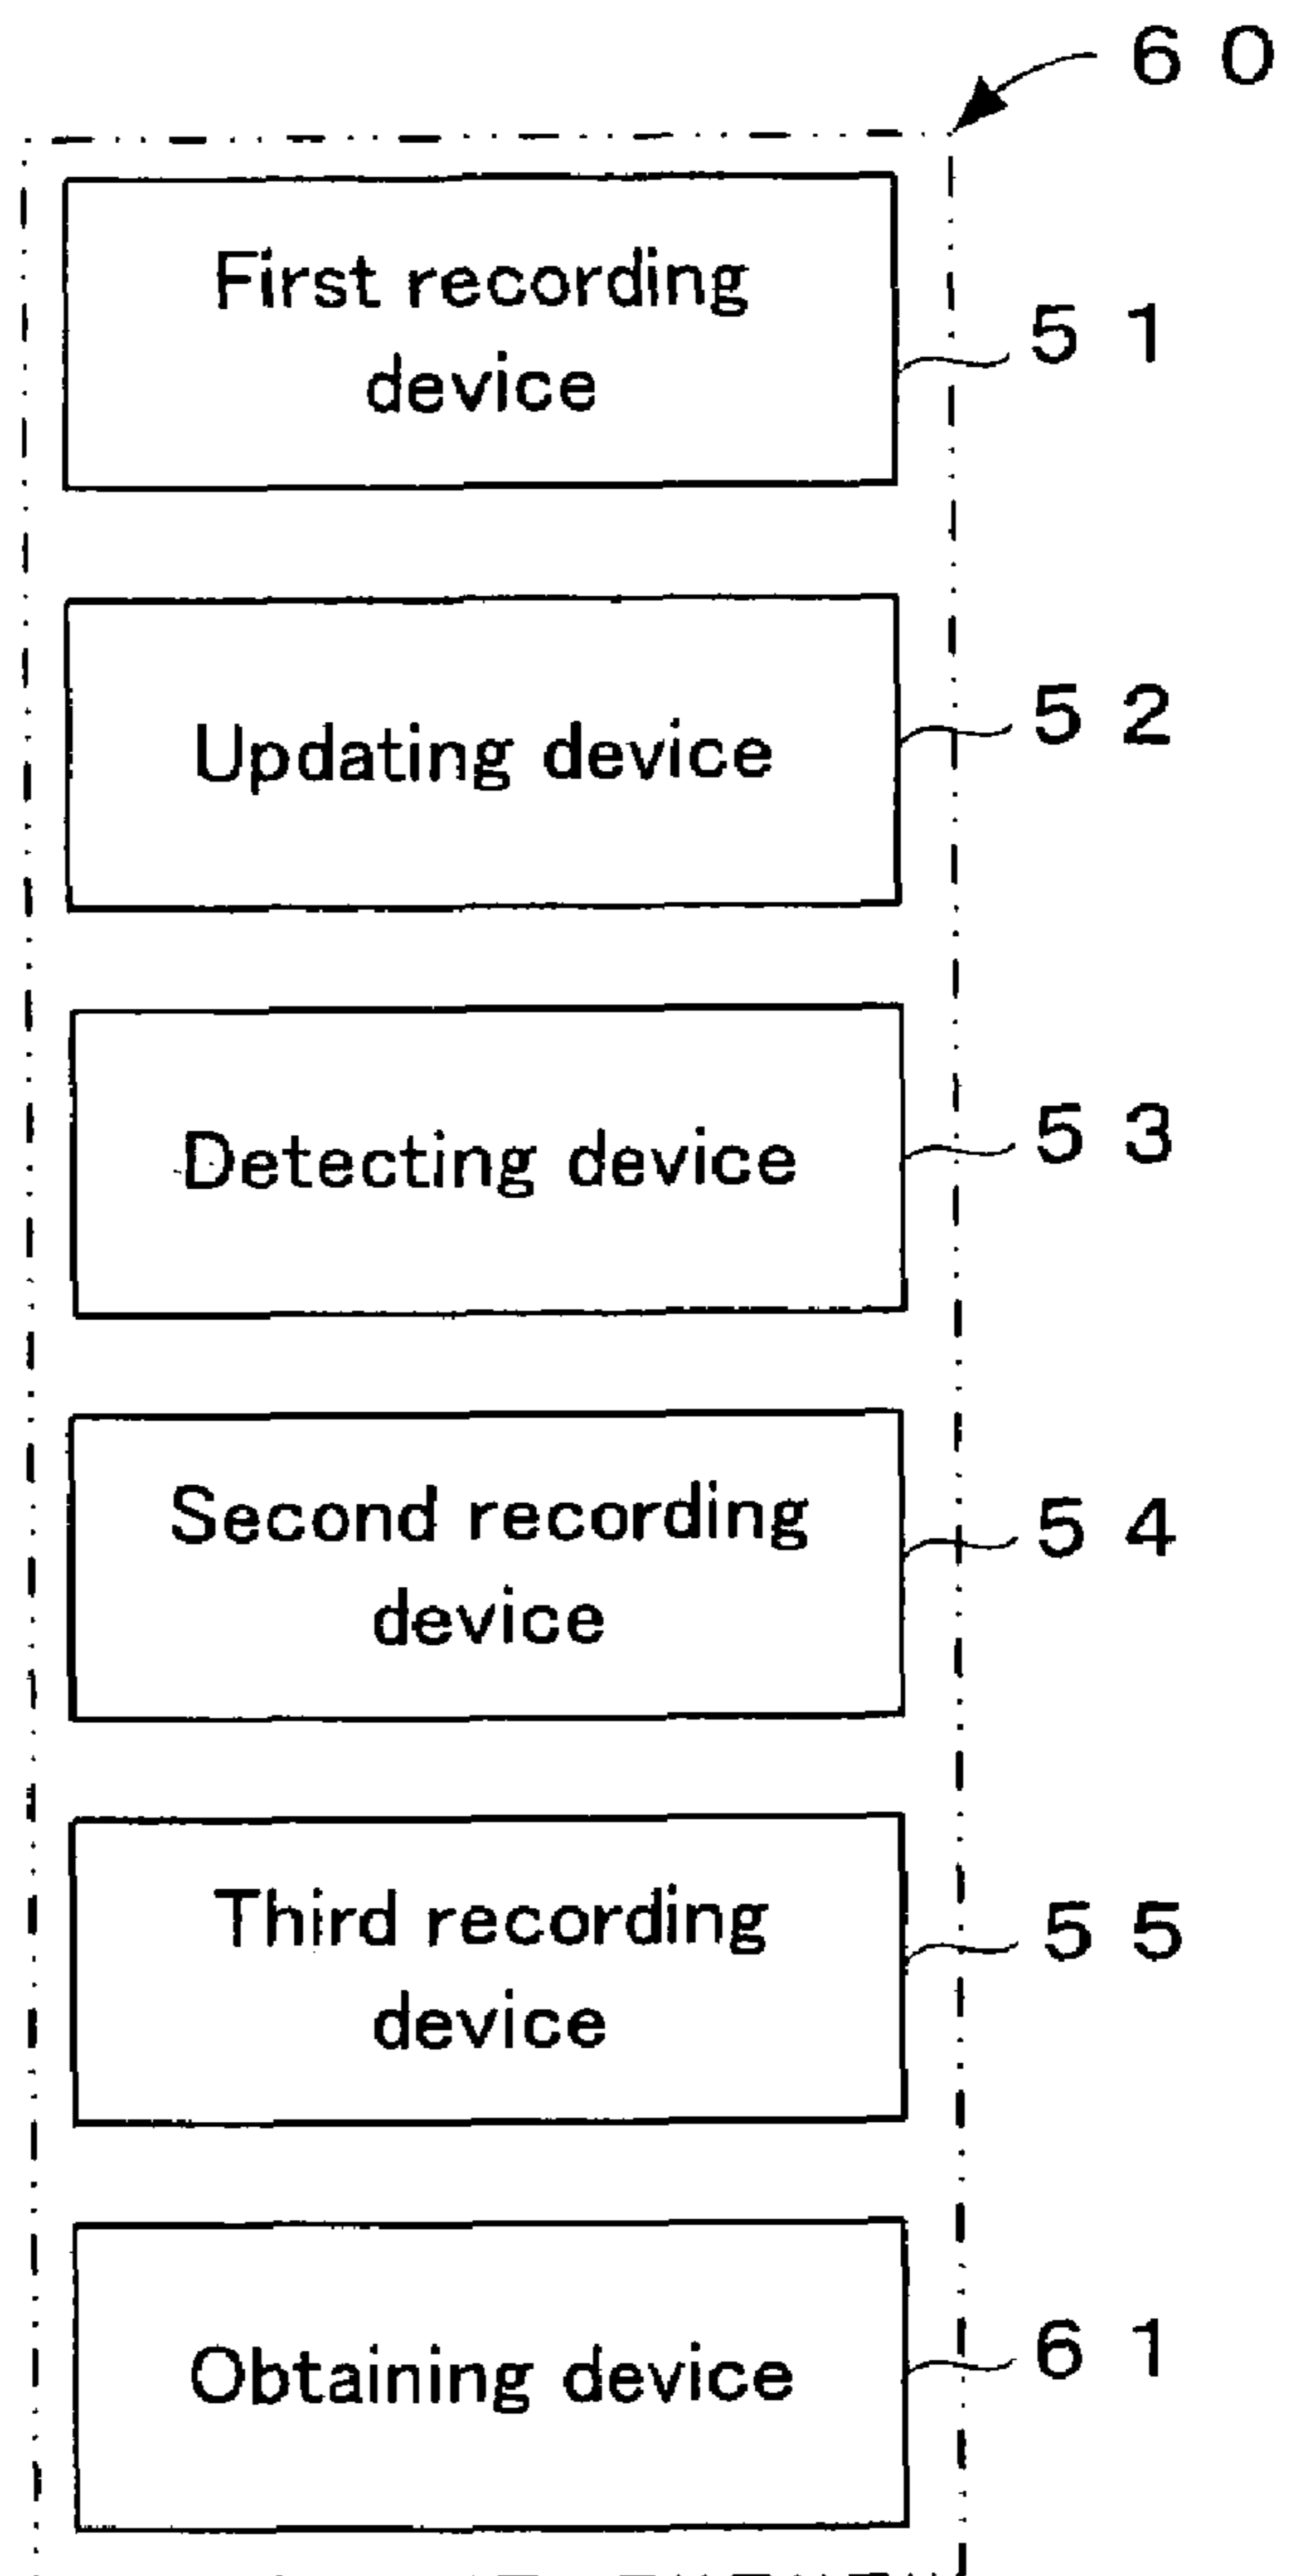 60
First recording
device
51
Updating device
52
Detecting device
53
Second recording
device
54
Third recording
device
55
Obtaining device
61